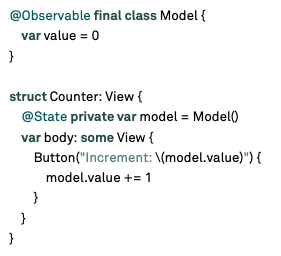 @Observable final class Model {
var value = 0
}
struct Counter: View {
@State private var model = Model()
var body: some View {
Button("Increment: \(model.value)") {
model.value += 1
}
}
}